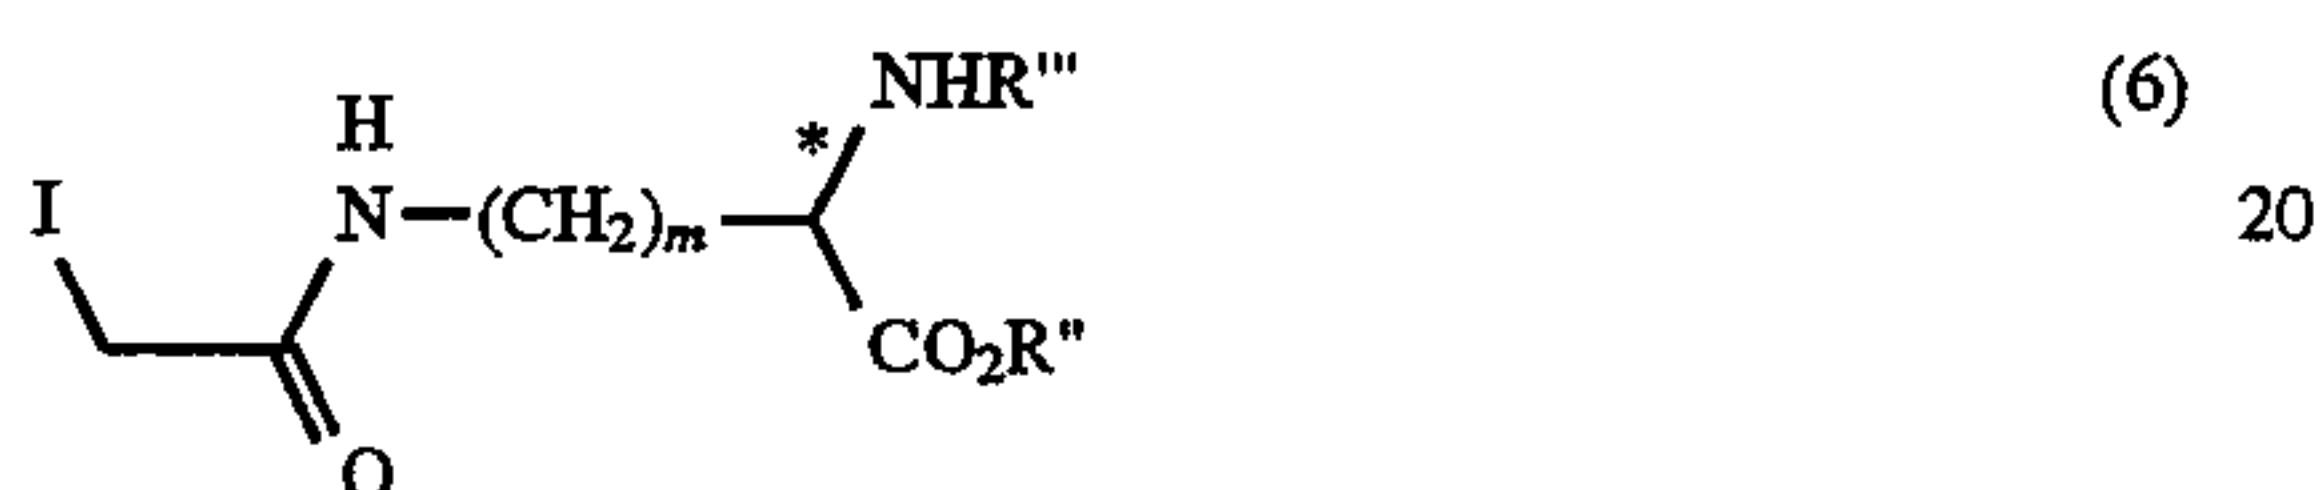 NHR''' (6)
H
*
I N—(CH₂)ₘ 20
CO₂R''
O